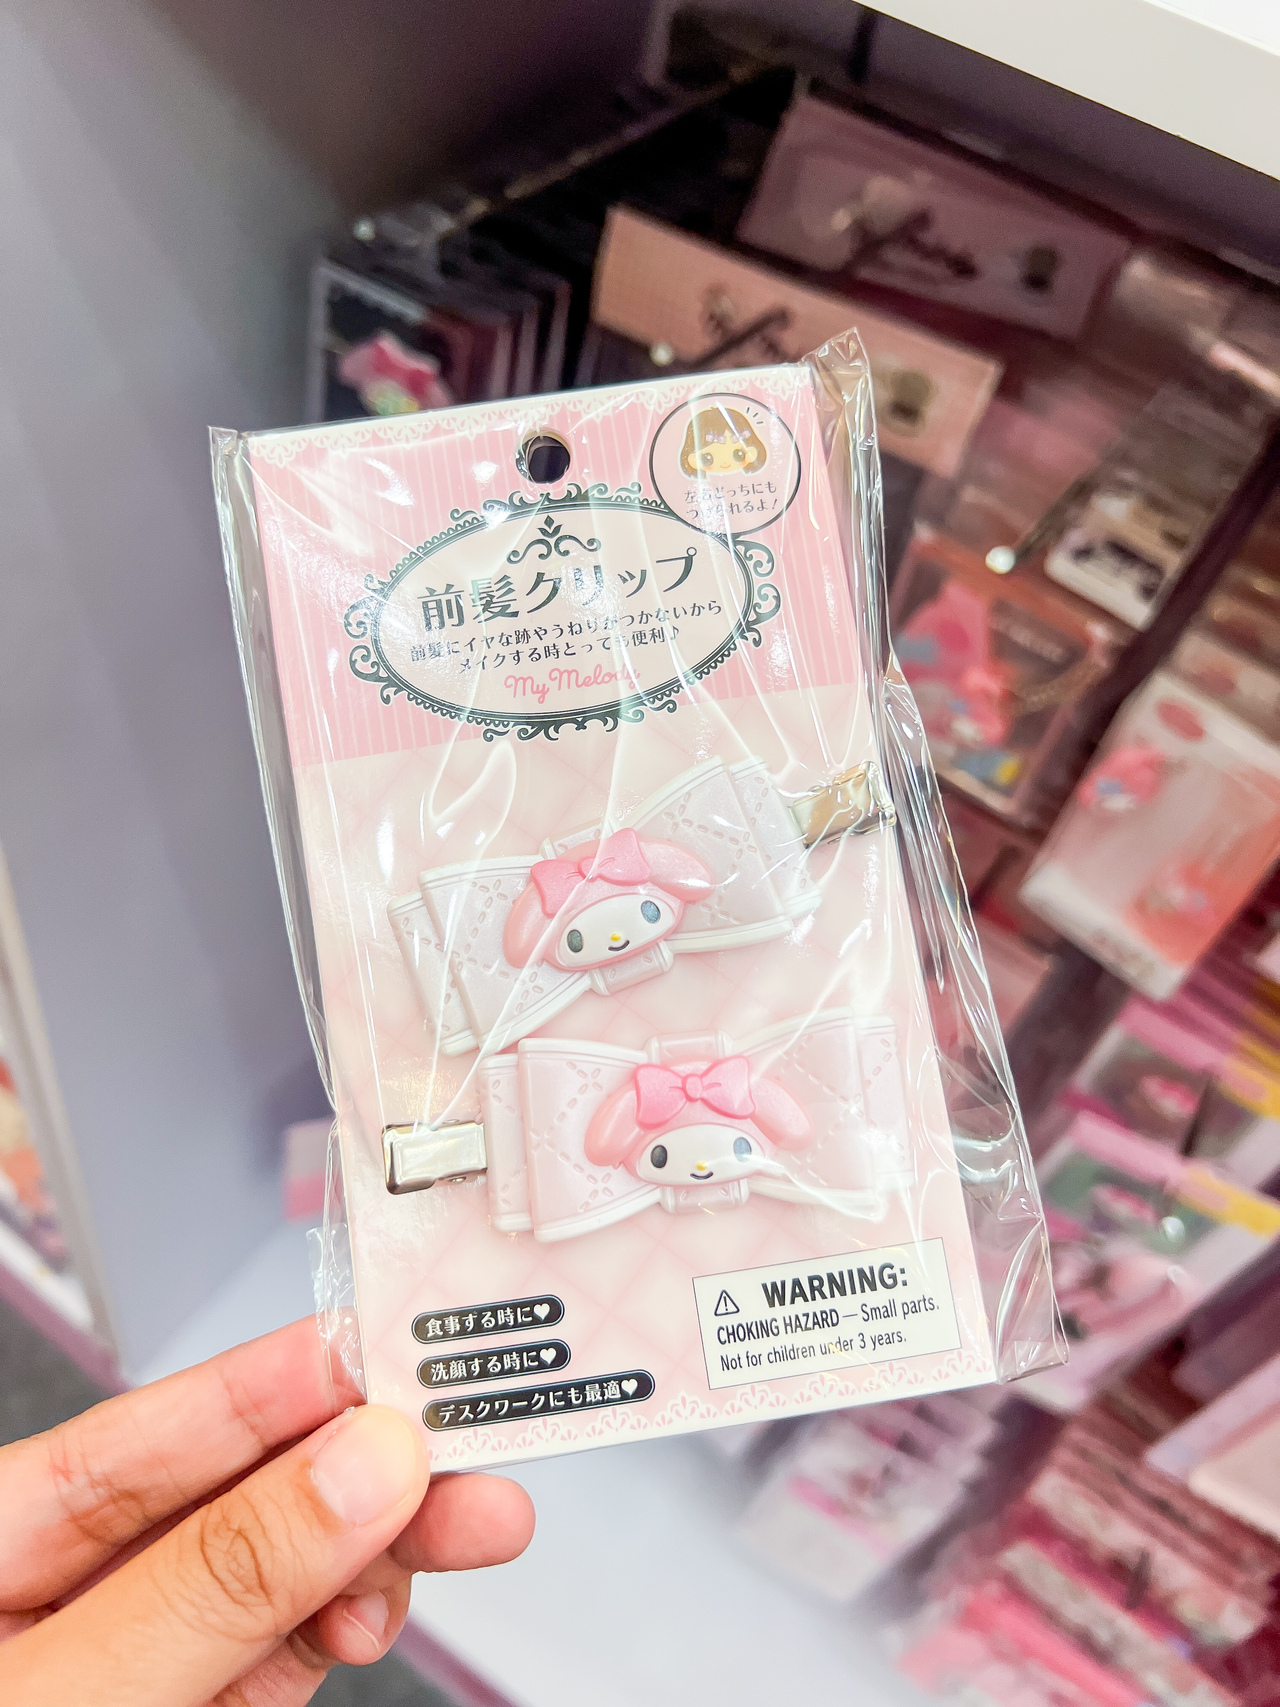 左右どっちにも
つけられるよ!
前髪クリップ
前髪にイヤな跡やうねりがつかないから
メイクする時とっても便利♪
My Melody
食事する時に♥
洗顔する時に♥
デスクワークにも最適♥
⚠ WARNING:
CHOKING HAZARD — Small parts.
Not for children under 3 years.